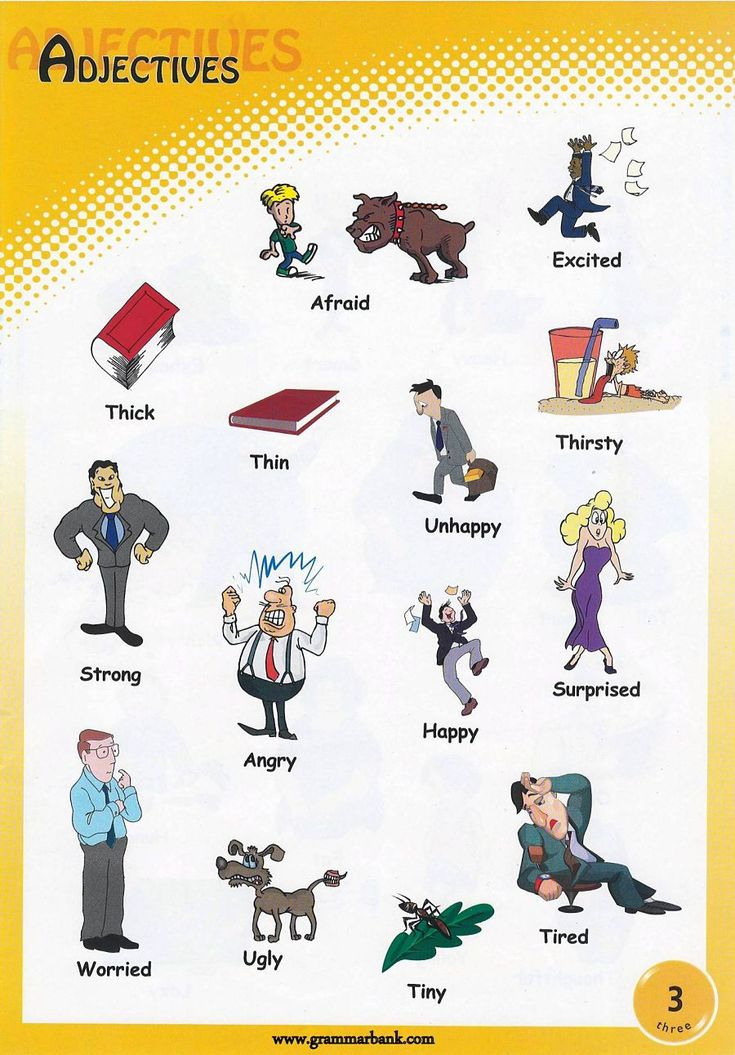 ADJECTIVES
ADJECTIVES
Excited
Afraid
Thick
Thin
Thirsty
Unhappy
Strong
Surprised
Happy
Angry
Worried
Ugly
Tired
Tiny
3
three
www.grammarbank.com